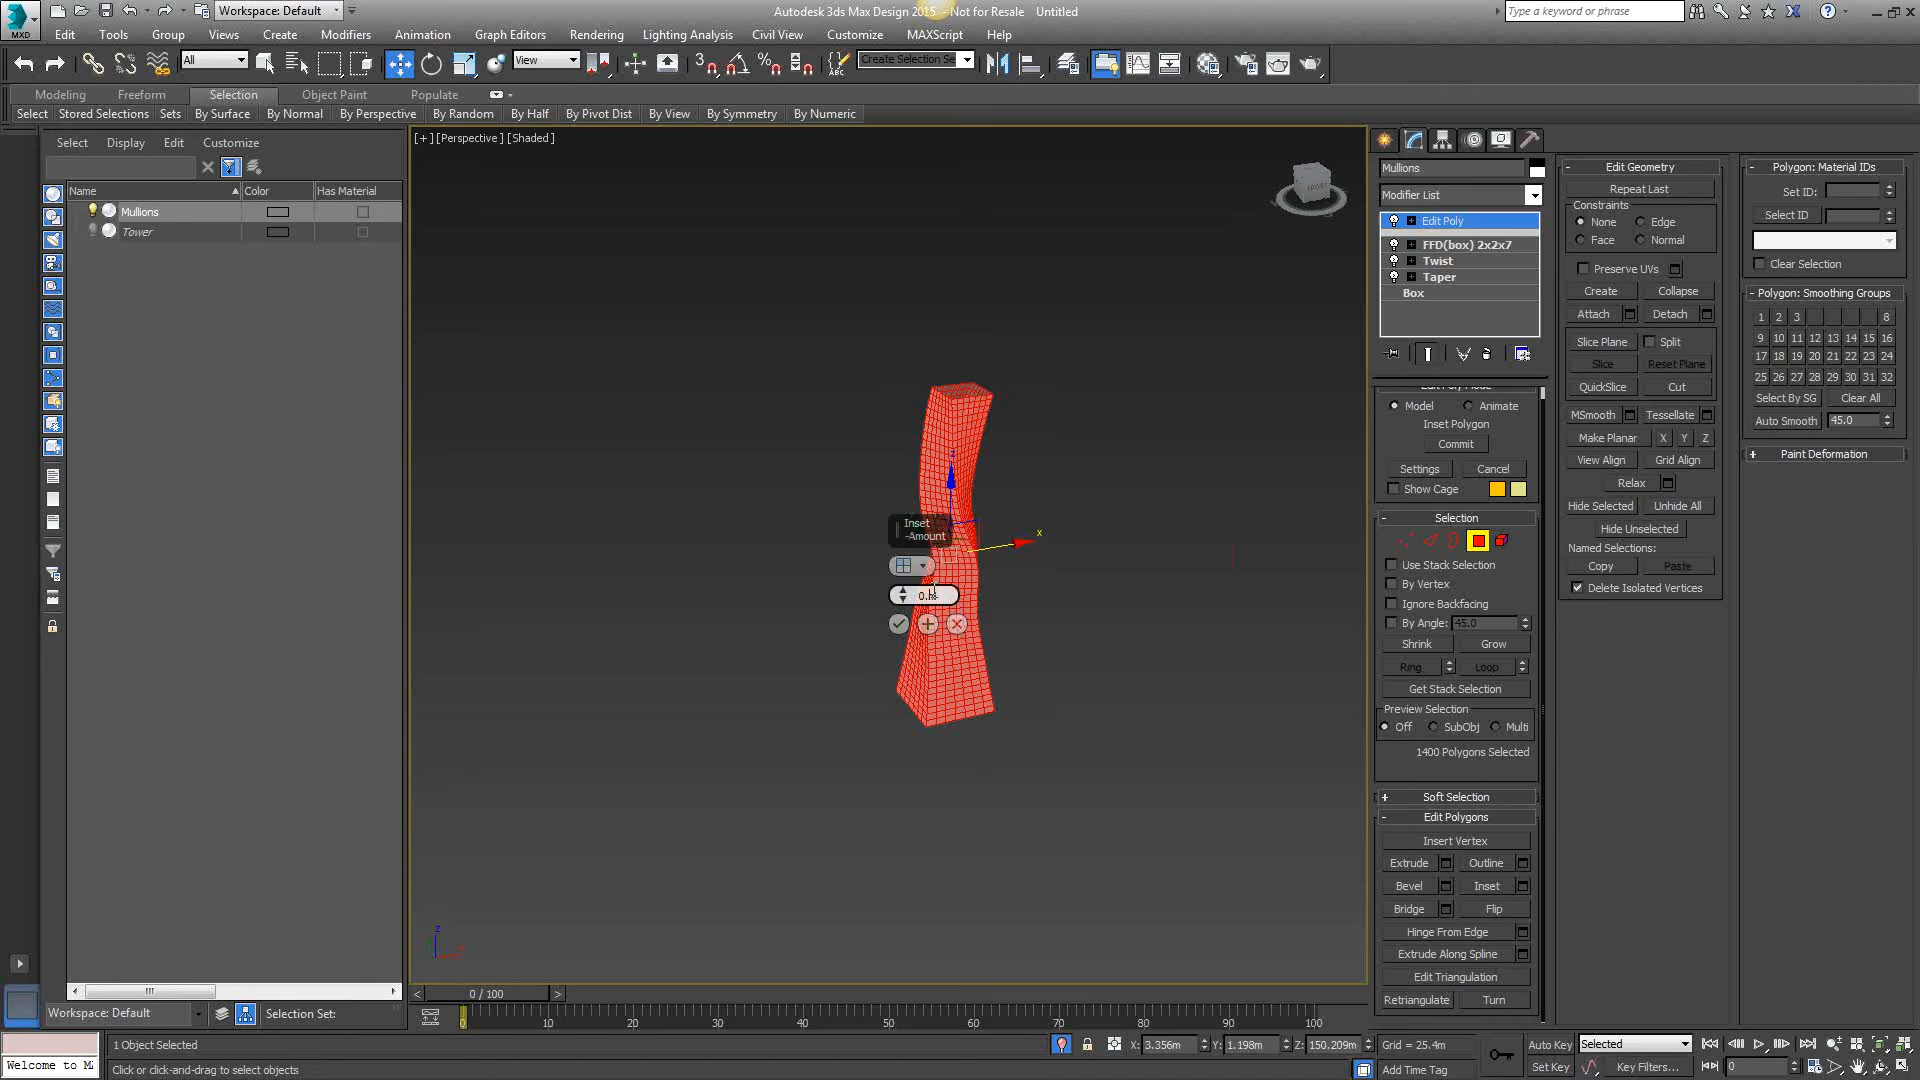 MXD
Workspace: Default
Autodesk 3ds Max Design 2015 - Not for Resale Untitled
Type a keyword or phrase
Edit Tools Group Views Create Modifiers Animation Graph Editors Rendering Lighting Analysis Civil View Customize MAXScript Help
All View Create Selection Se
Modeling Freeform Selection Object Paint Populate
Select Stored Selections Sets By Surface By Normal By Perspective By Random By Half By Pivot Dist By View By Symmetry By Numeric
Select Display Edit Customize
Name Color Has Material
Mullions
Tower
[+] [Perspective] [Shaded]
FRONT
z
x
Inset
-Amount
z
Mullions
Modifier List
Edit Poly
FFD(box) 2x2x7
Twist
Taper
Box
Edit Poly Mode
Model Animate
Inset Polygon
Commit
Settings Cancel
Show Cage
- Selection
Use Stack Selection
By Vertex
Ignore Backfacing
By Angle: 45.0
Shrink Grow
Ring Loop
Get Stack Selection
Preview Selection
Off SubObj Multi
1400 Polygons Selected
+ Soft Selection
- Edit Polygons
Insert Vertex
Extrude Outline
Bevel Inset
Bridge Flip
Hinge From Edge
Extrude Along Spline
Edit Triangulation
Retriangulate Turn
- Edit Geometry
Repeat Last
Constraints
None Edge
Face Normal
Preserve UVs
Create Collapse
Attach Detach
Slice Plane Split
Slice Reset Plane
QuickSlice Cut
MSmooth Tessellate
Make Planar X Y Z
View Align Grid Align
Relax
Hide Selected Unhide All
Hide Unselected
Named Selections:
Copy Paste
Delete Isolated Vertices
- Polygon: Material IDs
Set ID:
Select ID
Clear Selection
- Polygon: Smoothing Groups
1 2 3 8
9 10 11 12 13 14 15 16
17 18 19 20 21 22 23 24
25 26 27 28 29 30 31 32
Select By SG Clear All
Auto Smooth 45.0
+ Paint Deformation
< 0 / 100 >
Workspace: Default Selection Set:
0 10 20 30 40 50 60 70 80 90 100
1 Object Selected X: 3.356m Y: 1.198m Z: 150.209m Grid = 25.4m Auto Key Selected
Welcome to M Click or click-and-drag to select objects Add Time Tag Set Key Key Filters... 0